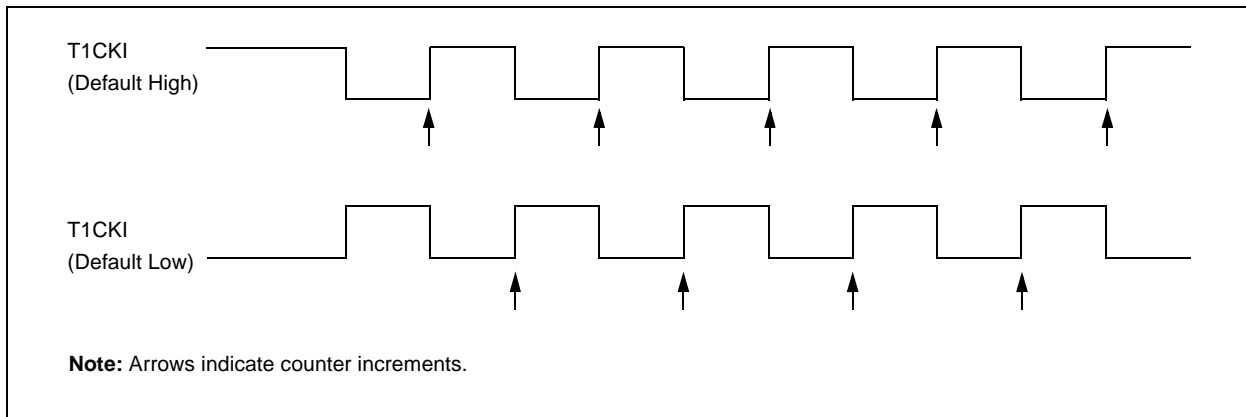 T1CKI
(Default High)
T1CKI
(Default Low)
Note: Arrows indicate counter increments.